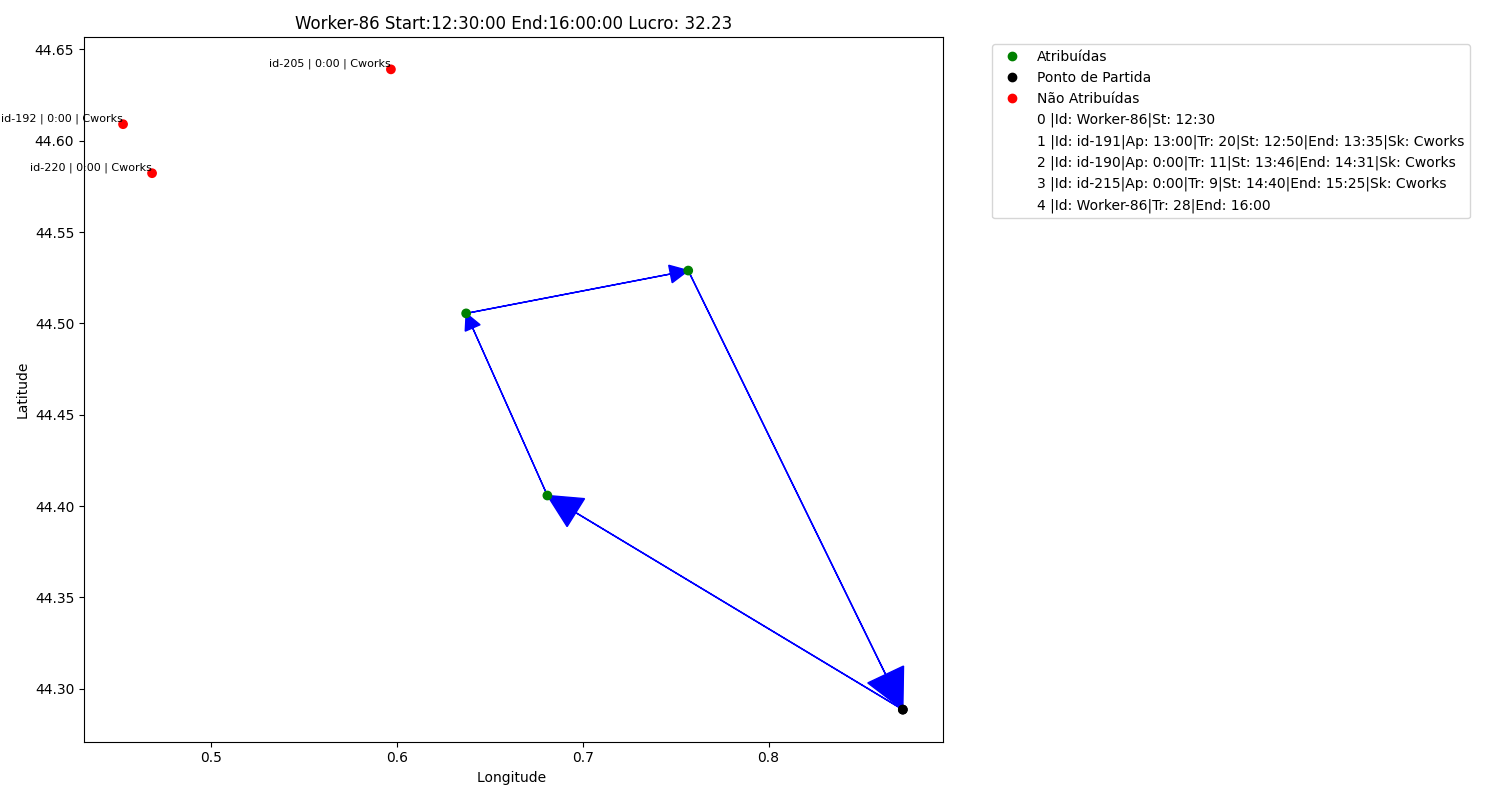 Worker-86 Start:12:30:00 End:16:00:00 Lucro: 32.23
44.65
44.60
44.55
44.50
44.45
44.40
44.35
44.30
Latitude
id-205 | 0:00 | Cworks
id-192 | 0:00 | Cworks
id-220 | 0:00 | Cworks
0.5 0.6 0.7 0.8
Longitude
Atribuídas
Ponto de Partida
Não Atribuídas
0 |Id: Worker-86|St: 12:30
1 |Id: id-191|Ap: 13:00|Tr: 20|St: 12:50|End: 13:35|Sk: Cworks
2 |Id: id-190|Ap: 0:00|Tr: 11|St: 13:46|End: 14:31|Sk: Cworks
3 |Id: id-215|Ap: 0:00|Tr: 9|St: 14:40|End: 15:25|Sk: Cworks
4 |Id: Worker-86|Tr: 28|End: 16:00